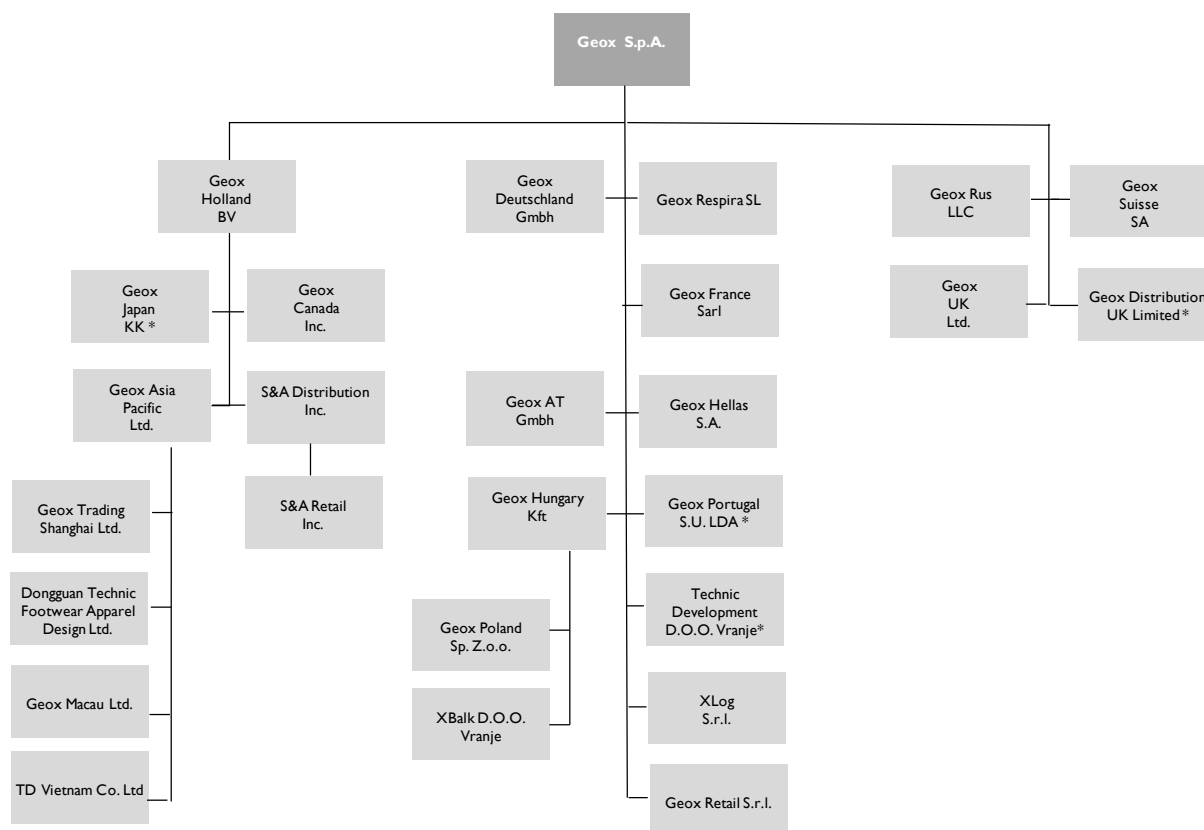 Geox S.p.A.
Geox
Holland
BV
Geox
Deutschland
Gmbh
Geox Respira SL
Geox Rus
LLC
Geox
Suisse
SA
Geox
Japan
KK *
Geox
Canada
Inc.
Geox France
Sarl
Geox
UK
Ltd.
Geox Distribution
UK Limited *
Geox Asia
Pacific
Ltd.
S&A Distribution
Inc.
Geox AT
Gmbh
Geox Hellas
S.A.
Geox Trading
Shanghai Ltd.
S&A Retail
Inc.
Geox Hungary
Kft
Geox Portugal
S.U. LDA *
Dongguan Technic
Footwear Apparel
Design Ltd.
Geox Poland
Sp. Z.o.o.
Technic
Development
D.O.O. Vranje*
Geox Macau Ltd.
XBalk D.O.O.
Vranje
XLog
S.r.l.
TD Vietnam Co. Ltd
Geox Retail S.r.l.